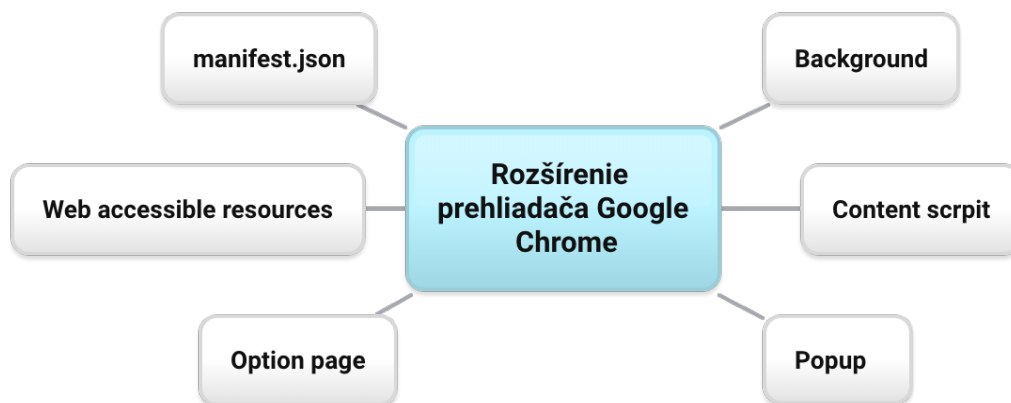 manifest.json
Background
Rozšírenie
prehliadača Google
Chrome
Web accessible resources
Content scrpit
Option page
Popup